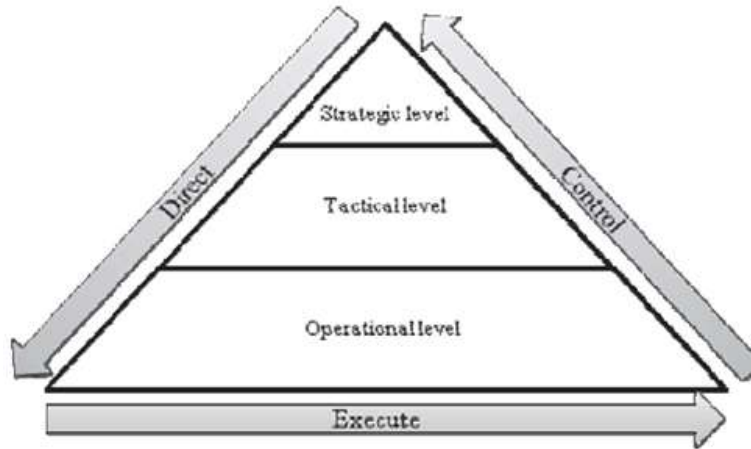 Strategic level
Direct
Control
Tactical level
Operational level
Execute